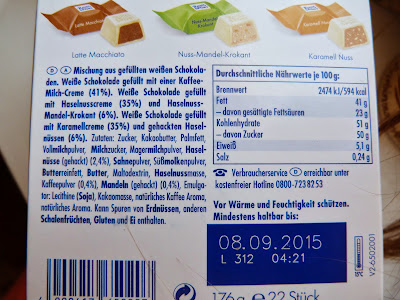 Latte Macchiato
Nuss-Mandel-Krokant
Karamell Nuss
D A Mischung aus gefüllten weißen Schokola-
den. Weiße Schokolade gefüllt mit einer Kaffee-
Milch-Creme (41%). Weiße Schokolade gefüllt
mit Haselnusscreme (35%) und Haselnuss-
Mandel-Krokant (6%). Weiße Schokolade gefüllt
mit Karamellcreme (35%) und gehackten Hasel-
nüssen (6%). Zutaten: Zucker, Kakaobutter, Palmfett,
Vollmilchpulver, Milchzucker, Magermilchpulver, Hasel-
nüsse (gehackt) (2,4%), Sahnepulver, Süßmolkenpulver,
Butterreinfett, Butter, Maltodextrin, Haselnussmasse,
Kaffeepulver (0,4%), Mandeln (gehackt) (0,4%), Emulga-
tor: Lecithine (Soja), Kakaomasse, natürliches Kaffee Aroma,
natürliches Aroma. Kann Spuren von Erdnüssen, anderen
Schalenfrüchten, Gluten und Ei enthalten.
Durchschnittliche Nährwerte je 100 g:
Brennwert 2474 kJ/594 kcal
Fett 41 g
– davon gesättigte Fettsäuren 23 g
Kohlenhydrate 51 g
– davon Zucker 50 g
Eiweiß 5,1 g
Salz 0,24 g
Verbraucherservice D erreichbar unter
kostenfreier Hotline 0800-7238253
Vor Wärme und Feuchtigkeit schützen.
Mindestens haltbar bis:
08.09.2015
L 312 04:21
V2-6502001
176 g e 22 Stück